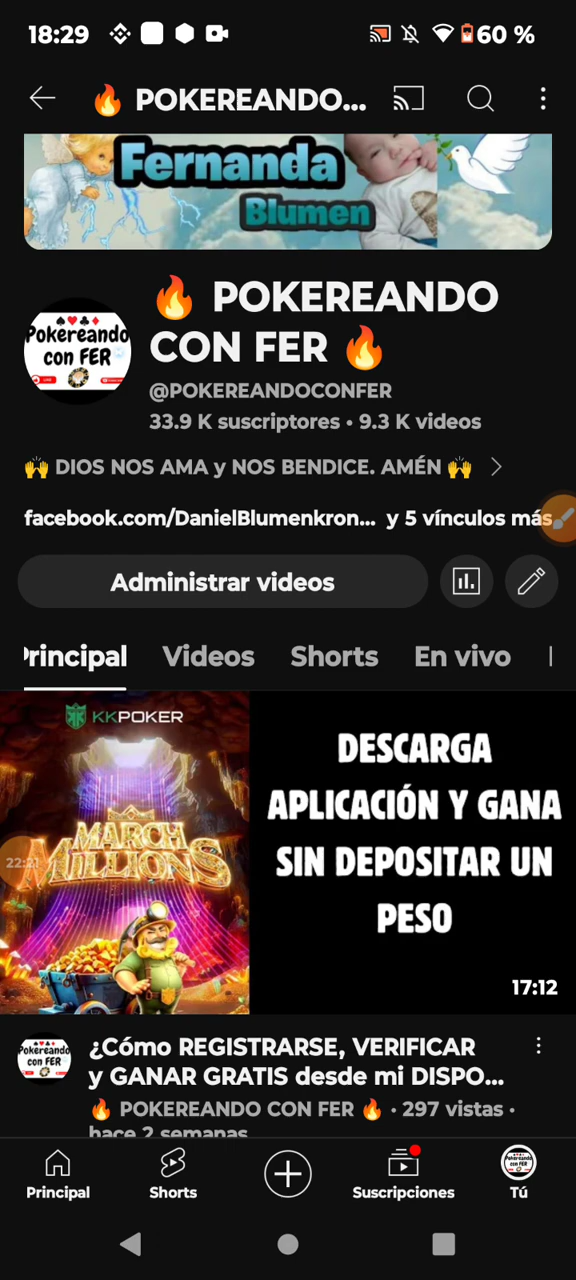 18:29
60 %
🔥 POKEREANDO...
Fernanda
Blumen
Pokereando
con FER
🔥 POKEREANDO
CON FER 🔥
@POKEREANDOCONFER
33.9 K suscriptores • 9.3 K videos
🙌 DIOS NOS AMA y NOS BENDICE. AMÉN 🙌
facebook.com/DanielBlumenkron... y 5 vínculos más
Administrar videos
Principal Videos Shorts En vivo
KKPOKER
MARCH
MILLIONS
22:21
DESCARGA
APLICACIÓN Y GANA
SIN DEPOSITAR UN
PESO
17:12
Pokereando
con FER
¿Cómo REGISTRARSE, VERIFICAR
y GANAR GRATIS desde mi DISPO...
🔥 POKEREANDO CON FER 🔥 • 297 vistas •
hace 2 semanas
Principal Shorts Suscripciones Tú